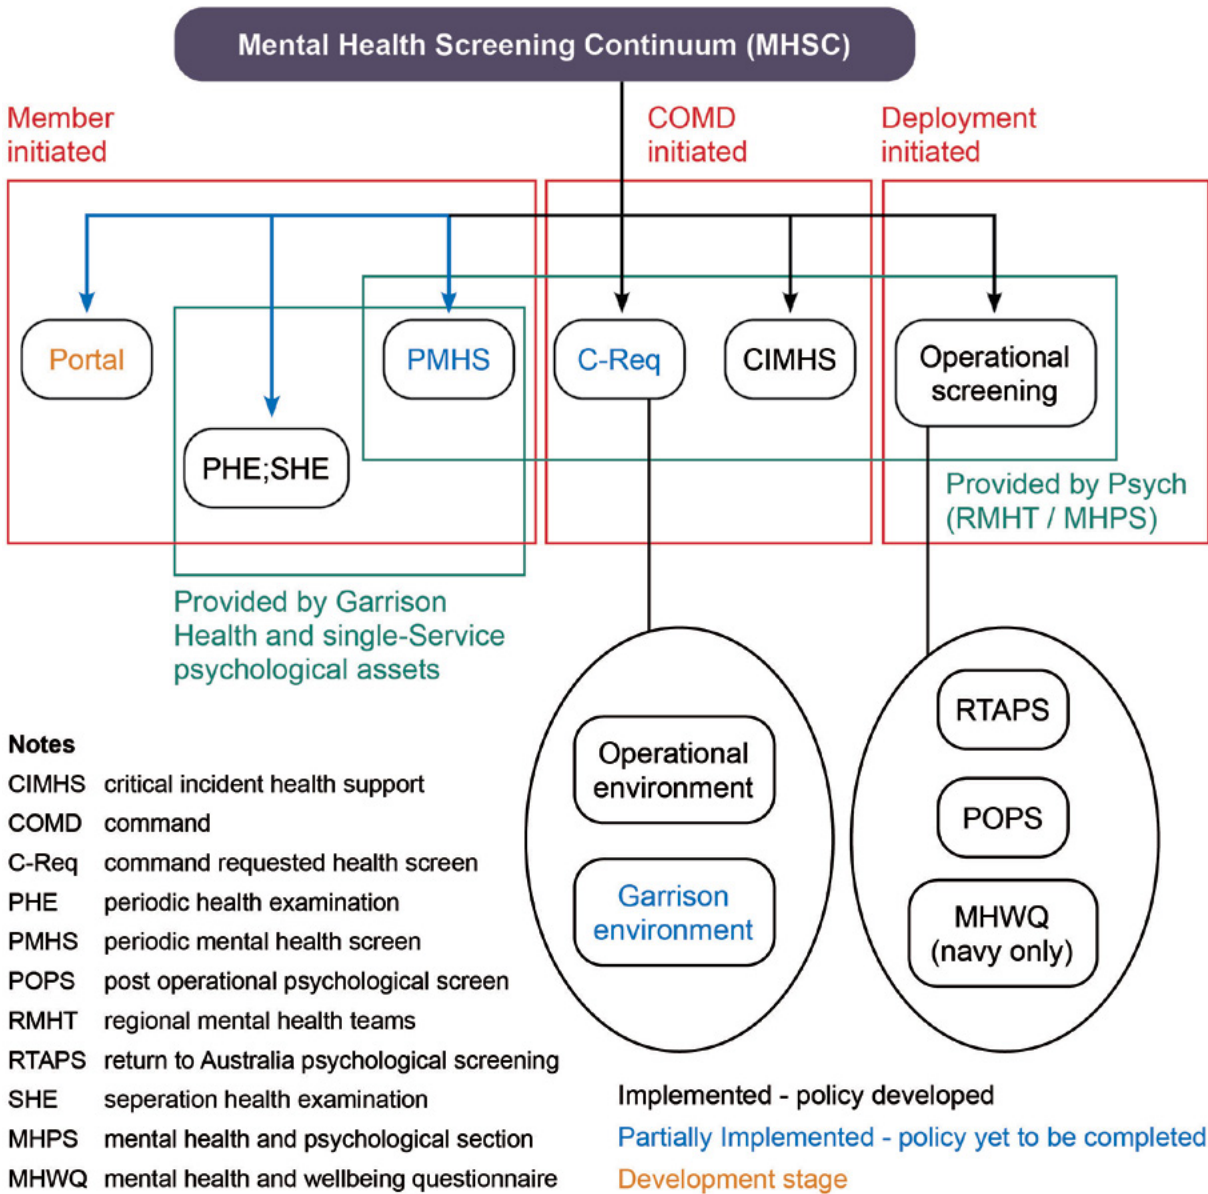 Mental Health Screening Continuum (MHSC)
Member
initiated
COMD
initiated
Deployment
initiated
Portal
PMHS
C-Req
CIMHS
Operational
screening
PHE;SHE
Provided by Psych
(RMHT / MHPS)
Provided by Garrison
Health and single-Service
psychological assets
Operational
environment
Garrison
environment
RTAPS
POPS
MHWQ
(navy only)
Notes
CIMHS critical incident health support
COMD command
C-Req command requested health screen
PHE periodic health examination
PMHS periodic mental health screen
POPS post operational psychological screen
RMHT regional mental health teams
RTAPS return to Australia psychological screening
SHE seperation health examination
MHPS mental health and psychological section
MHWQ mental health and wellbeing questionnaire
Implemented - policy developed
Partially Implemented - policy yet to be completed
Development stage